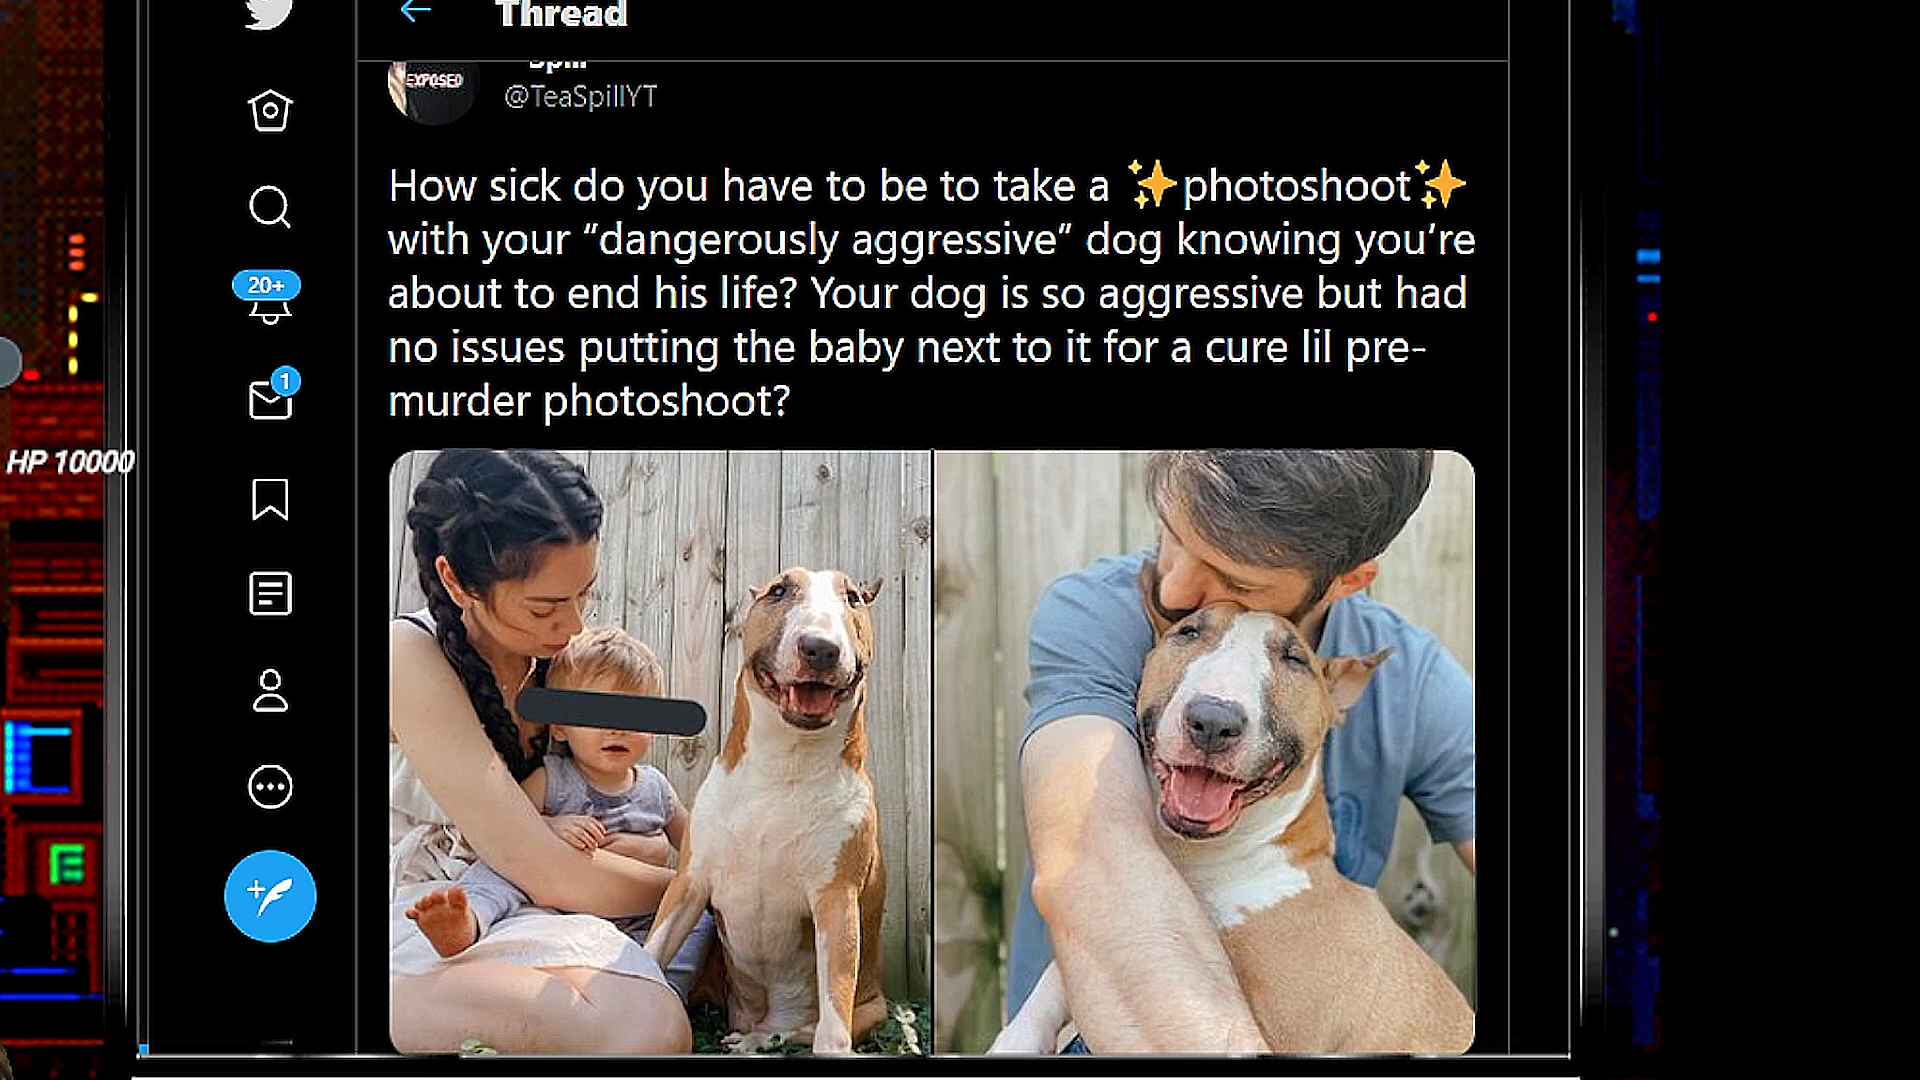 Thread
Spill
EXPOSED
@TeaSpillYT
How sick do you have to be to take a ✨photoshoot✨
with your “dangerously aggressive” dog knowing you’re
about to end his life? Your dog is so aggressive but had
no issues putting the baby next to it for a cure lil pre-
murder photoshoot?
20+
1
HP 10000